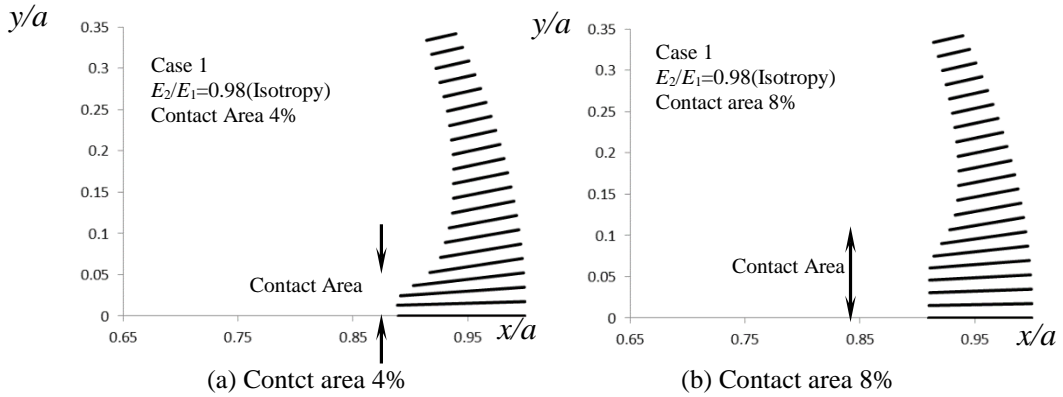 y/a
0.35
0.3
0.25
0.2
0.15
0.1
0.05
0
Case 1
E2/E1=0.98(Isotropy)
Contact Area 4%
Contact Area
0.65
0.75
0.85
0.95
x/a
(a) Contct area 4%
y/a
0.35
0.3
0.25
0.2
0.15
0.1
0.05
0
Case 1
E2/E1=0.98(Isotropy)
Contact area 8%
Contact Area
0.65
0.75
0.85
0.95
x/a
(b) Contact area 8%